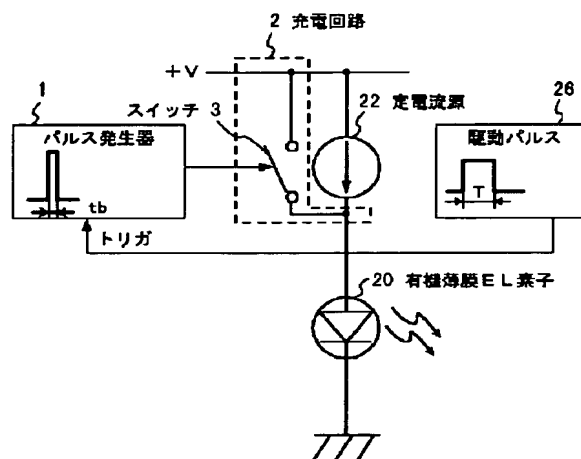 2 充電回路
+V
1
スイッチ 3
22 定電流源
26
パルス発生器
駆動パルス
tb
T
トリガ
20 有機薄膜EL素子